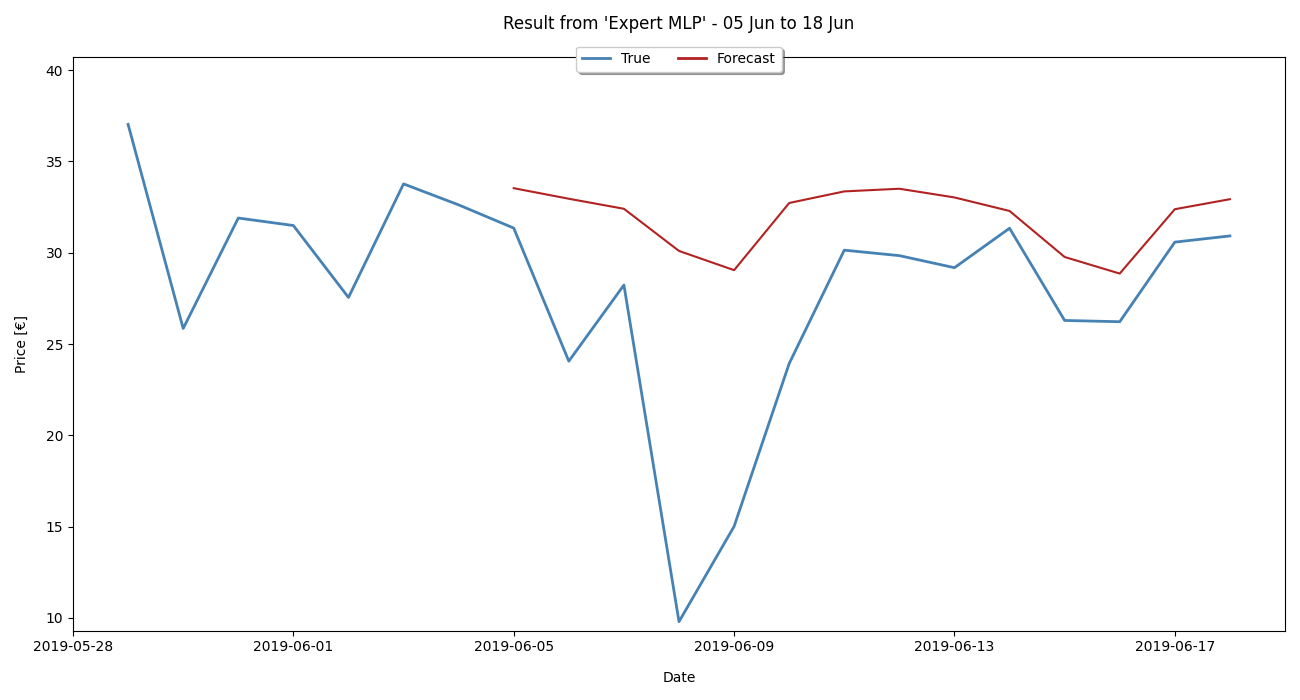 Result from 'Expert MLP' - 05 Jun to 18 Jun
True Forecast
40
35
30
25
20
15
10
Price [€]
2019-05-28 2019-06-01 2019-06-05 2019-06-09 2019-06-13 2019-06-17
Date